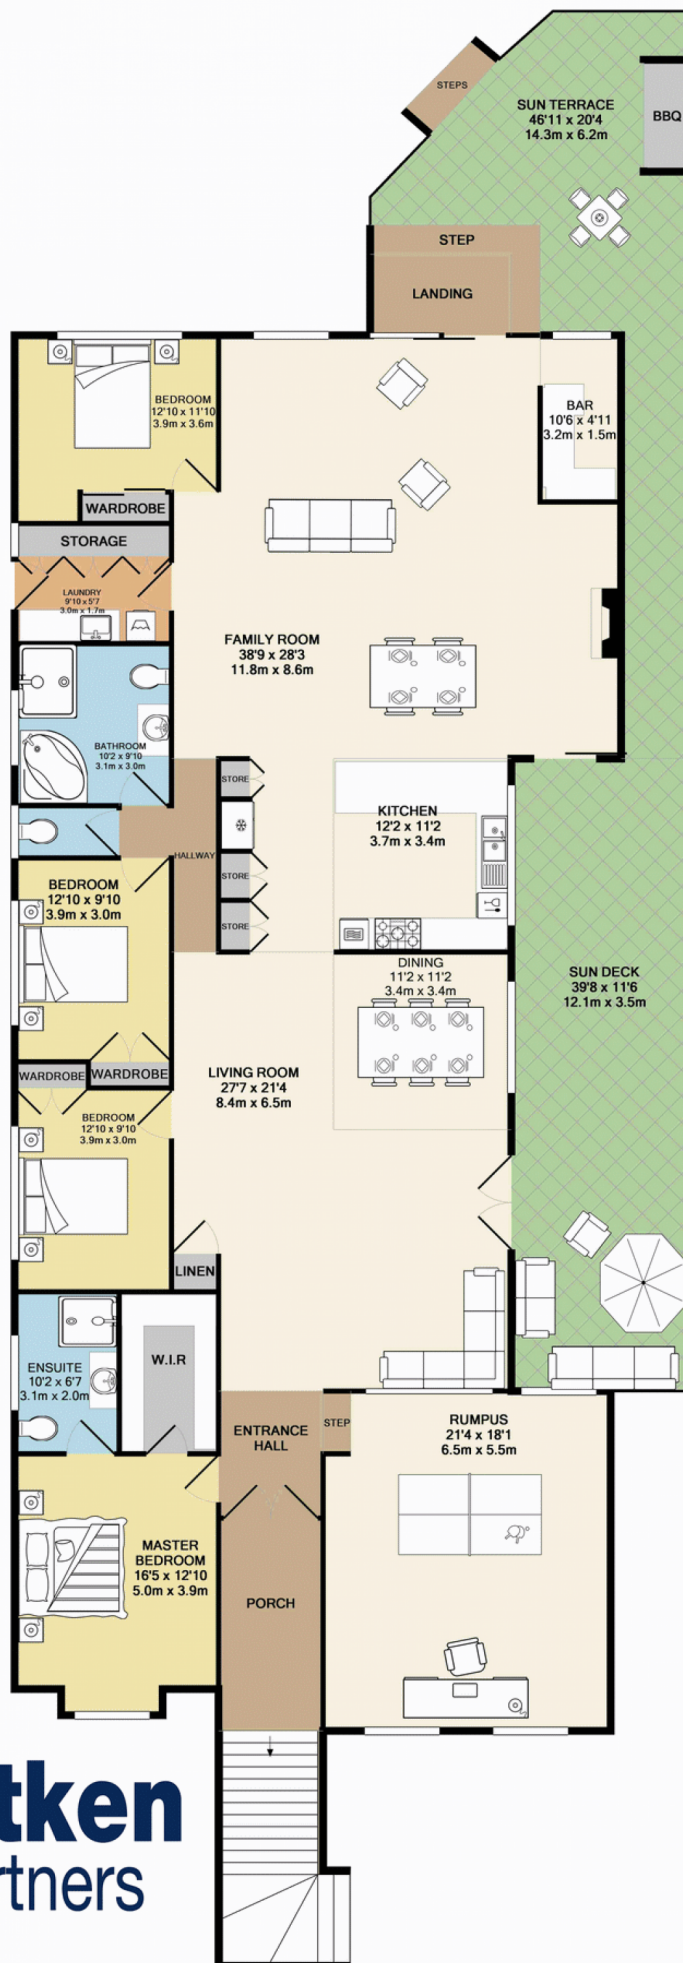 STEPS
SUN TERRACE
46'11 x 20'4
14.3m x 6.2m
BBQ
STEP
LANDING
BEDROOM
12'10 x 11'10
3.9m x 3.6m
BAR
10'6 x 4'11
3.2m x 1.5m
WARDROBE
STORAGE
LAUNDRY
9'10 x 5'7
3.0m x 1.7m
FAMILY ROOM
38'9 x 28'3
11.8m x 8.6m
BATHROOM
10'2 x 9'10
3.1m x 3.0m
STORE
KITCHEN
12'2 x 11'2
3.7m x 3.4m
HALLWAY
STORE
STORE
BEDROOM
12'10 x 9'10
3.9m x 3.0m
DINING
11'2 x 11'2
3.4m x 3.4m
SUN DECK
39'8 x 11'6
12.1m x 3.5m
LIVING ROOM
27'7 x 21'4
8.4m x 6.5m
WARDROBE
WARDROBE
BEDROOM
12'10 x 9'10
3.9m x 3.0m
LINEN
W.I.R
ENSUITE
10'2 x 6'7
3.1m x 2.0m
ENTRANCE
HALL
STEP
RUMPUS
21'4 x 18'1
6.5m x 5.5m
MASTER
BEDROOM
16'5 x 12'10
5.0m x 3.9m
PORCH
tken
rtners